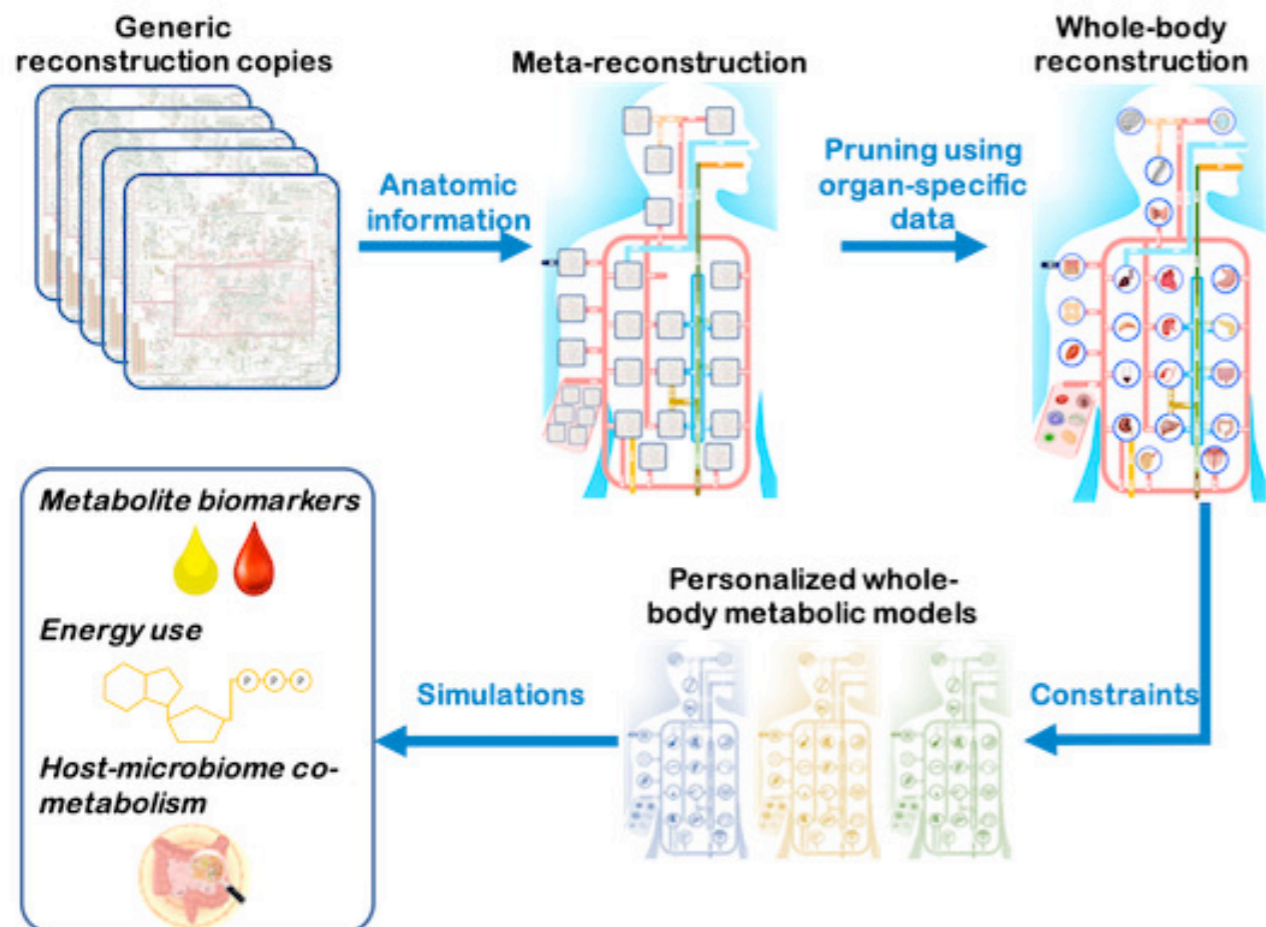 Generic
reconstruction copies
Meta-reconstruction
Whole-body
reconstruction
Anatomic
information
Pruning using
organ-specific
data
Metabolite biomarkers
Energy use
P P P
Host-microbiome co-
metabolism
Simulations
Personalized whole-
body metabolic models
Constraints